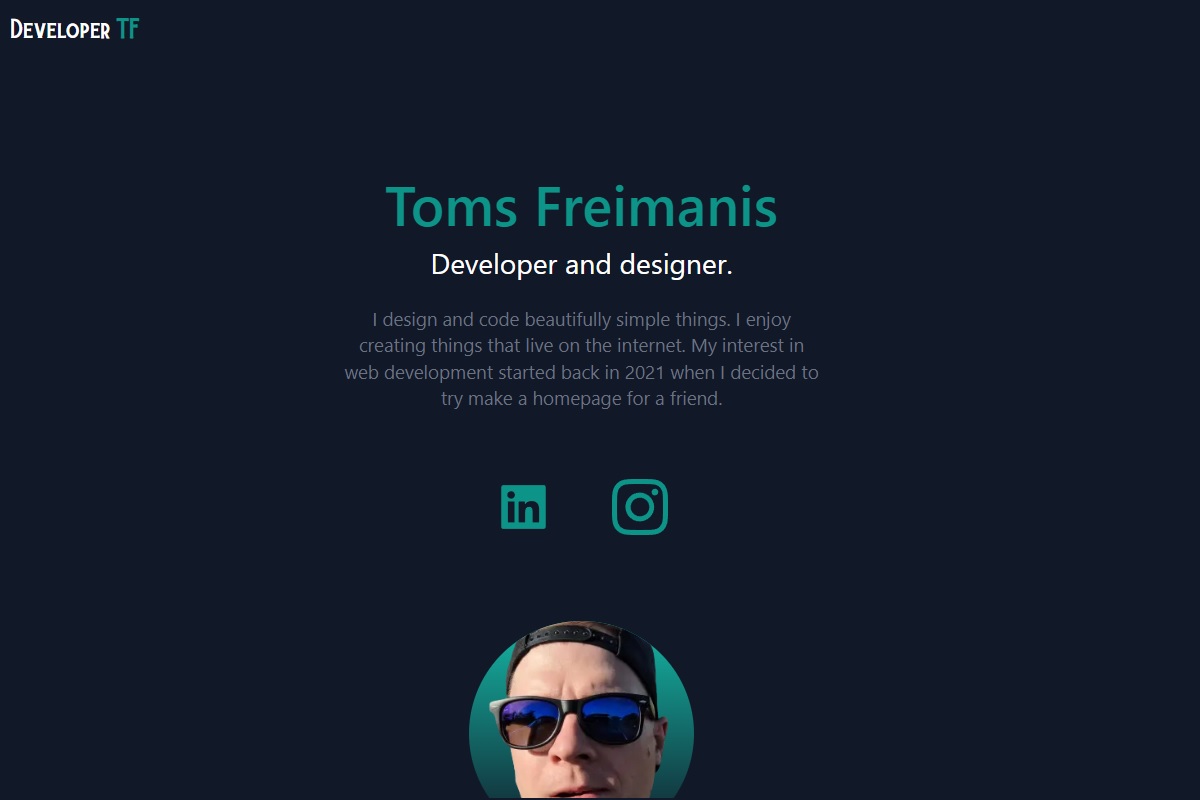 Developer TF
Toms Freimanis
Developer and designer.
I design and code beautifully simple things. I enjoy
creating things that live on the internet. My interest in
web development started back in 2021 when I decided to
try make a homepage for a friend.
in